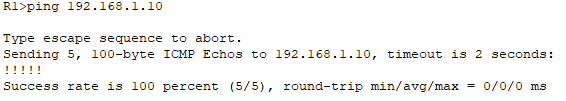 R1>ping 192.168.1.10
Type escape sequence to abort.
Sending 5, 100-byte ICMP Echos to 192.168.1.10, timeout is 2 seconds:
!!!!!
Success rate is 100 percent (5/5), round-trip min/avg/max = 0/0/0 ms